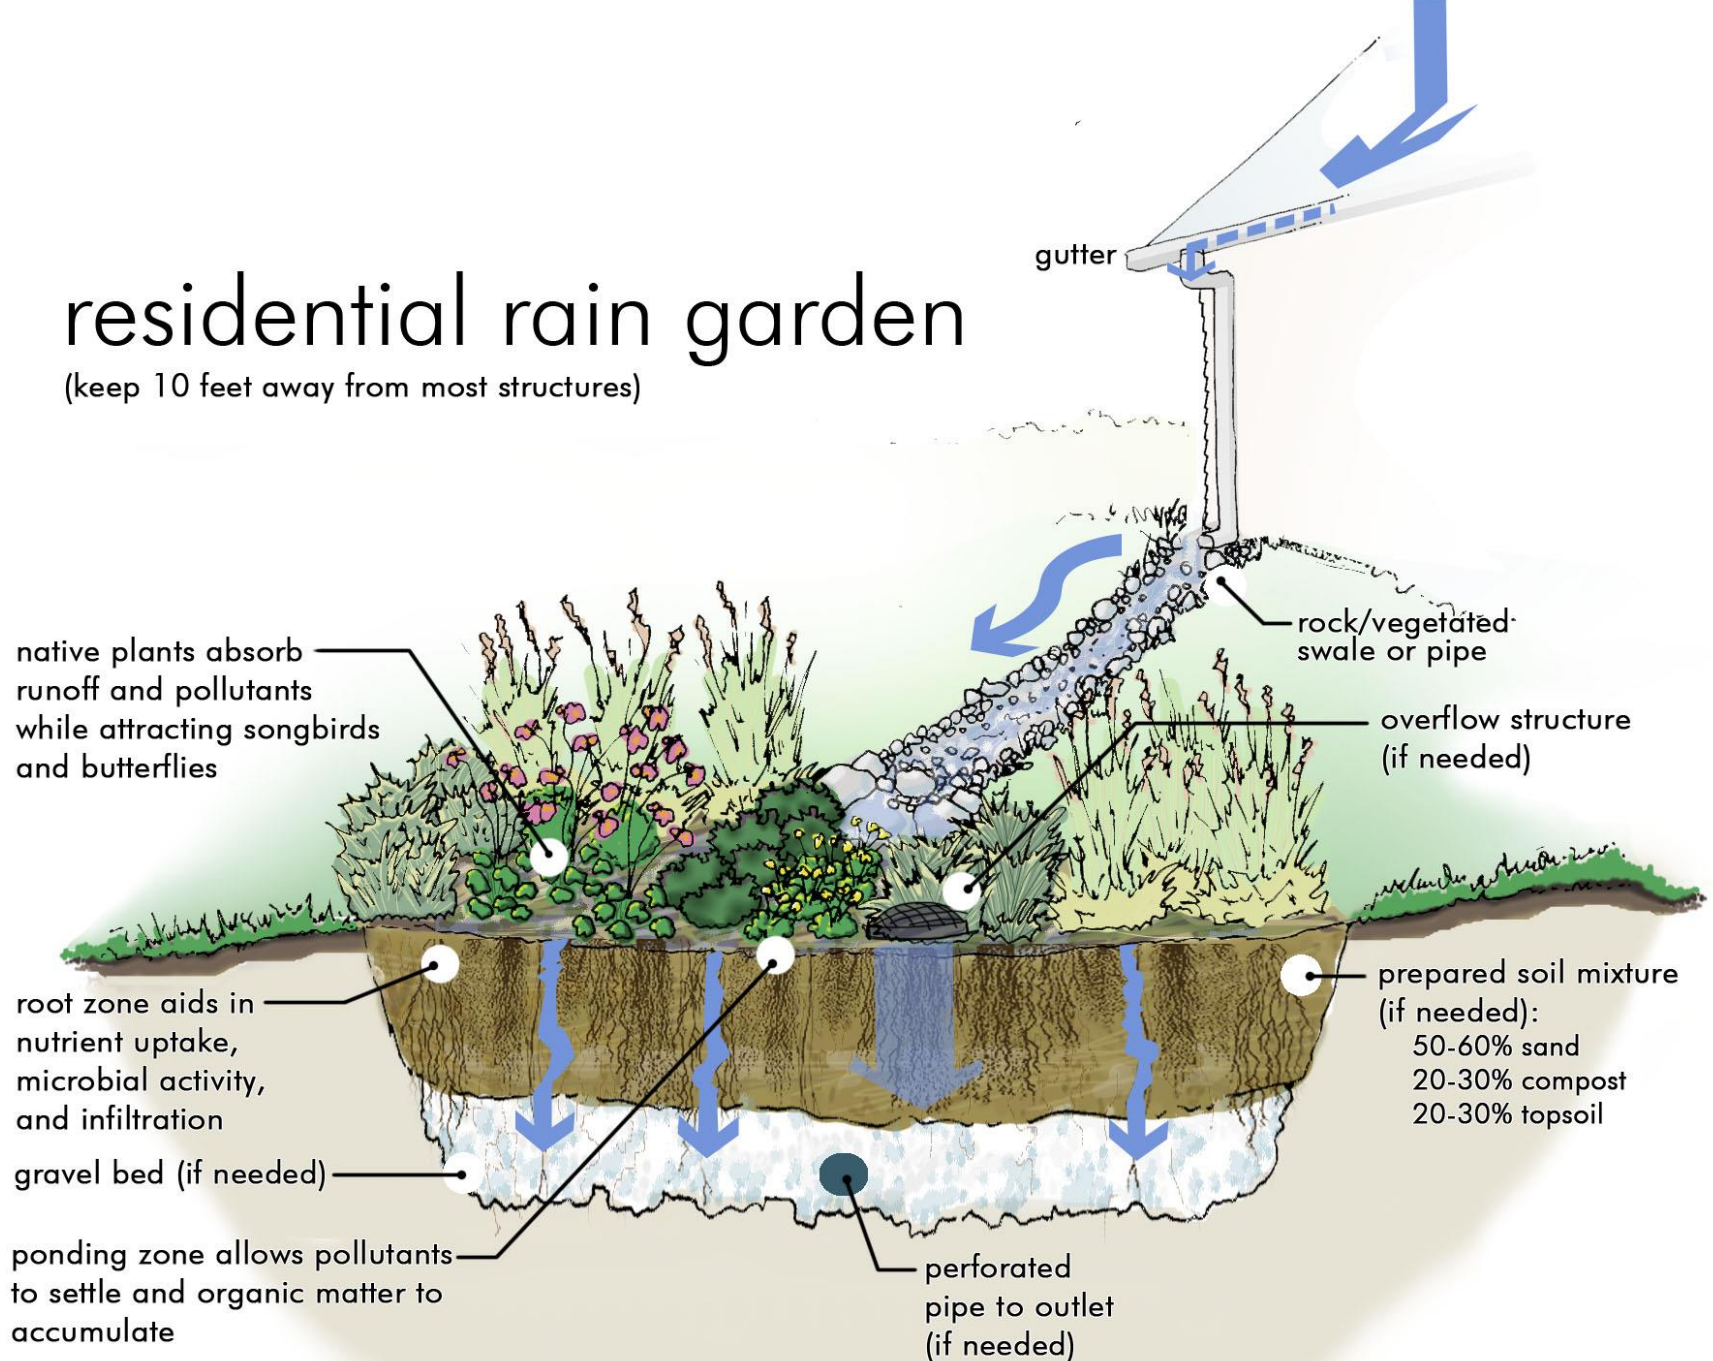 residential rain garden
(keep 10 feet away from most structures)
gutter
native plants absorb
runoff and pollutants
while attracting songbirds
and butterflies
rock/vegetated
swale or pipe
overflow structure
(if needed)
root zone aids in
nutrient uptake,
microbial activity,
and infiltration
prepared soil mixture
(if needed):
50-60% sand
20-30% compost
20-30% topsoil
gravel bed (if needed)
ponding zone allows pollutants
to settle and organic matter to
accumulate
perforated
pipe to outlet
(if needed)